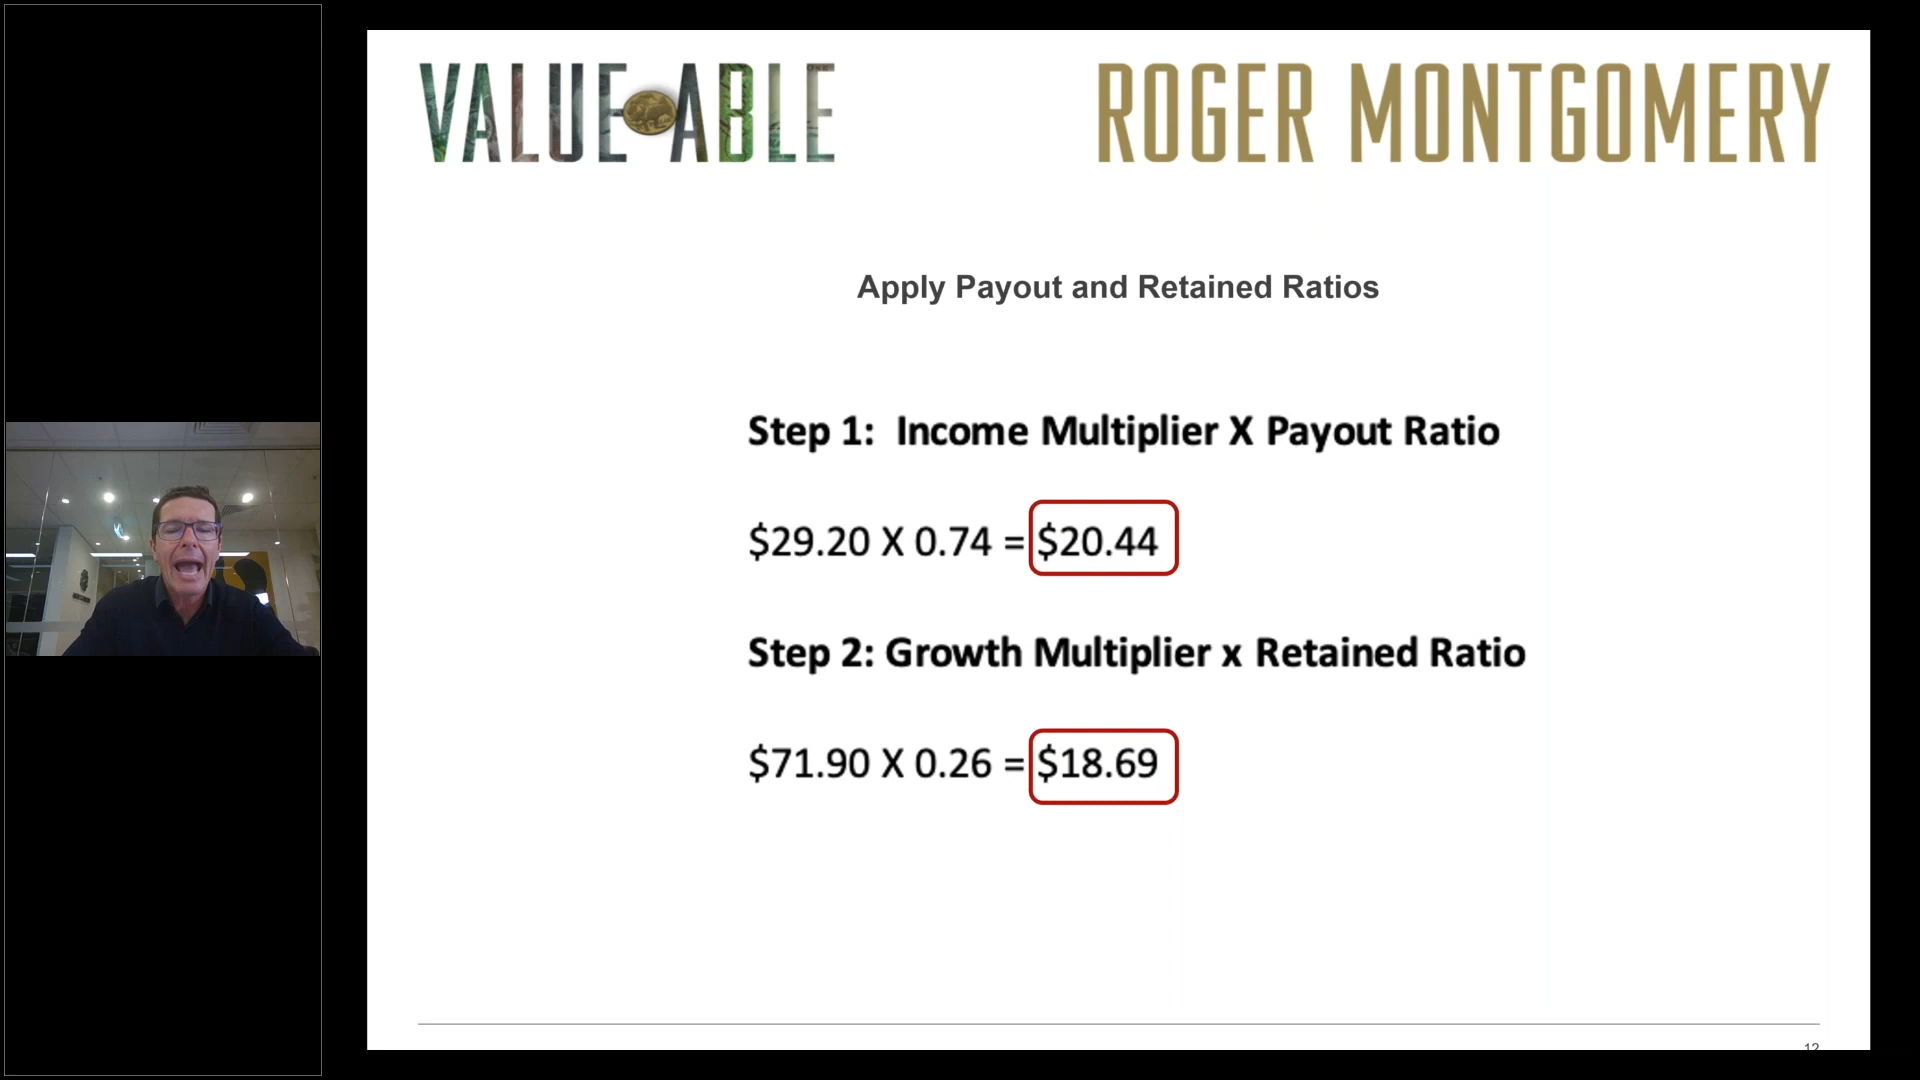 VALUE ABLE
ROGER MONTGOMERY
Apply Payout and Retained Ratios
Step 1: Income Multiplier X Payout Ratio
$29.20 X 0.74 = $20.44
Step 2: Growth Multiplier x Retained Ratio
$71.90 X 0.26 = $18.69
12